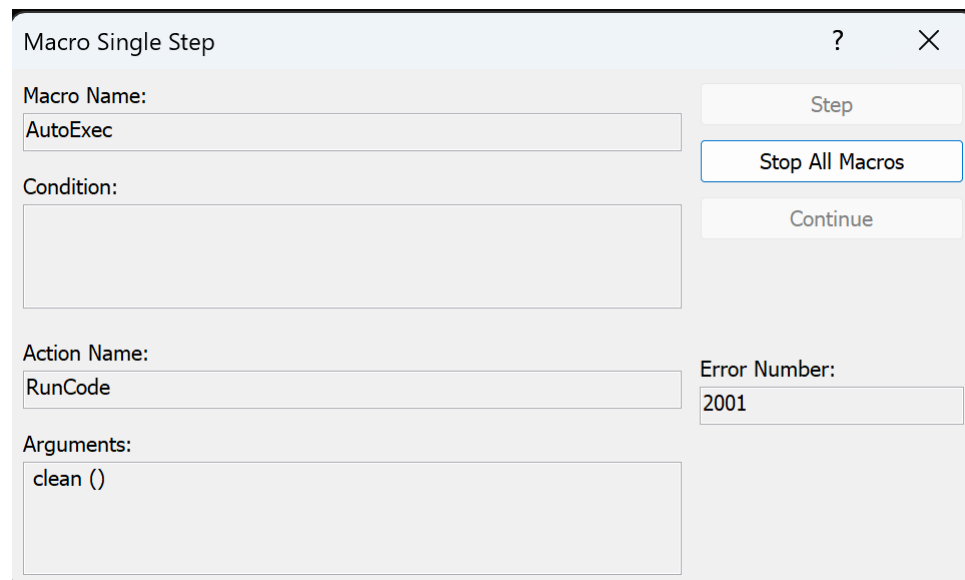 Macro Single Step
?
Macro Name:
AutoExec
Step
Stop All Macros
Condition:
Continue
Action Name:
RunCode
Error Number:
2001
Arguments:
clean ()